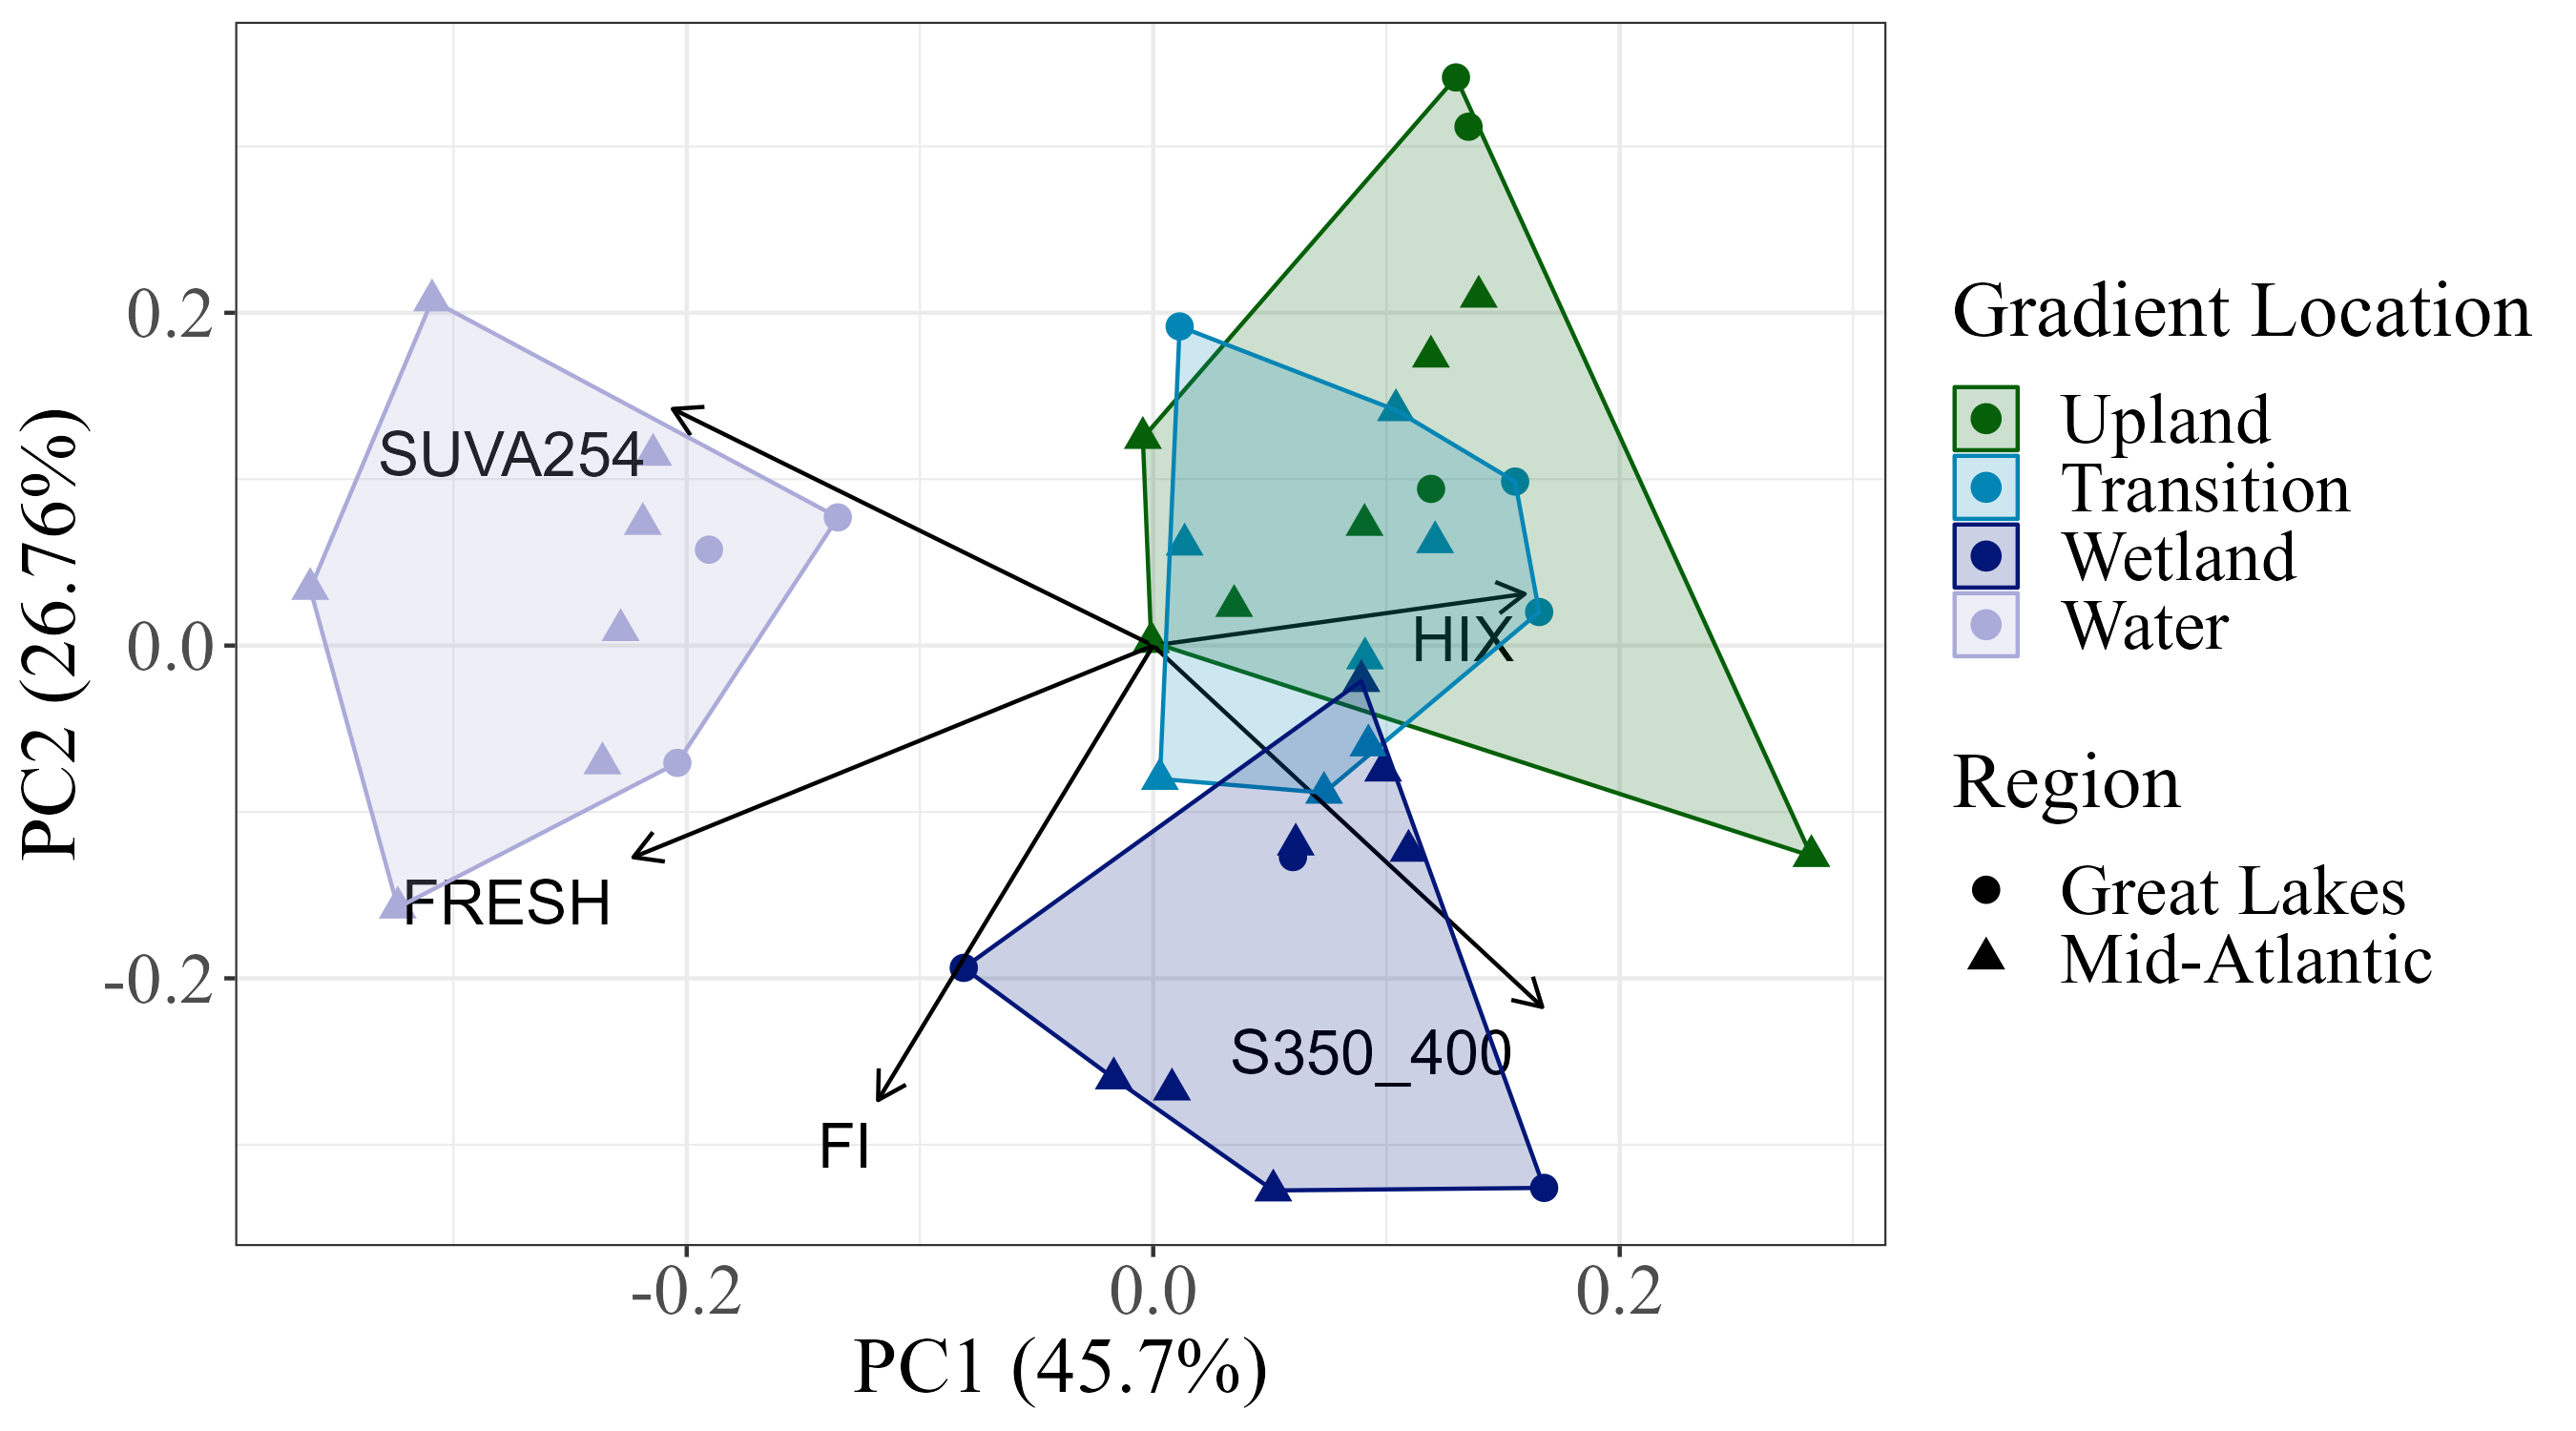 PC2 (26.76%)
0.2
0.0
-0.2
SUVA254
HIX
FRESH
S350_400
FI
-0.2
0.0
0.2
PC1 (45.7%)
Gradient Location
Upland
Transition
Wetland
Water
Region
Great Lakes
Mid-Atlantic